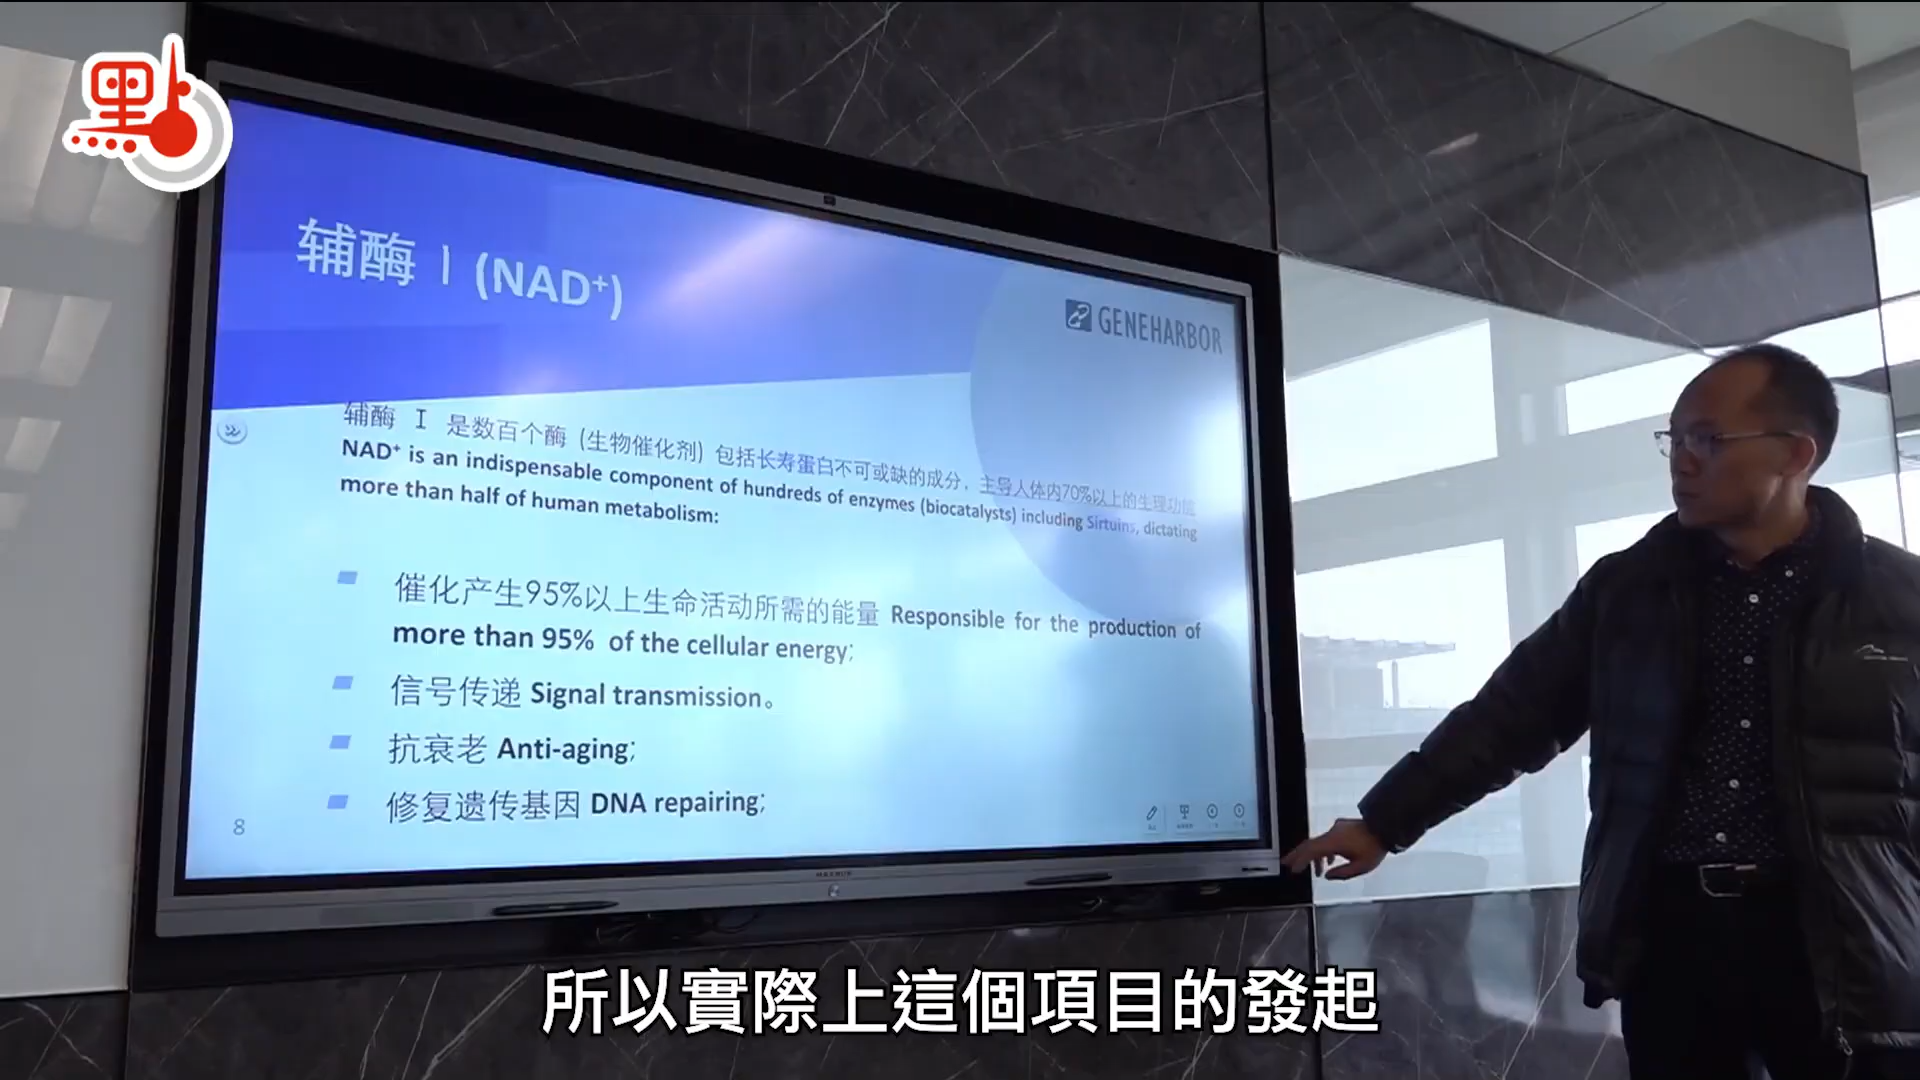 點
辅酶 I (NAD⁺)
GENEHARBOR
辅酶 I 是数百个酶 (生物催化剂) 包括长寿蛋白不可或缺的成分，主导人体内70%以上的生理功能
NAD⁺ is an indispensable component of hundreds of enzymes (biocatalysts) including Sirtuins, dictating
more than half of human metabolism:
催化产生95%以上生命活动所需的能量 Responsible for the production of
more than 95% of the cellular energy;
信号传递 Signal transmission。
抗衰老 Anti-aging;
修复遗传基因 DNA repairing;
8
MAXHUB
所以實際上這個項目的發起